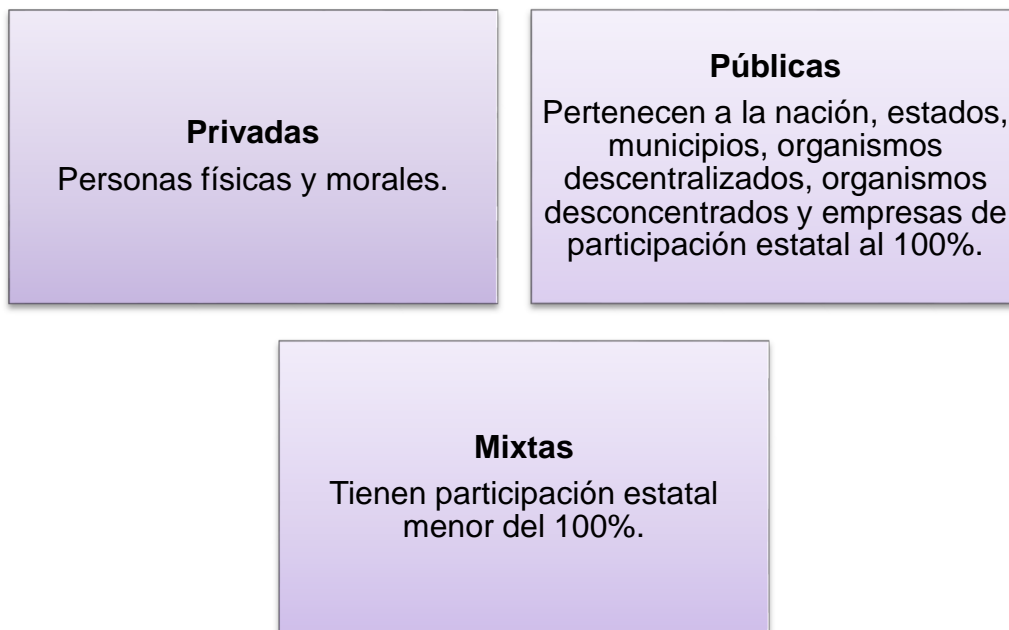 Privadas
Personas físicas y morales.
Públicas
Pertenecen a la nación, estados,
municipios, organismos
descentralizados, organismos
desconcentrados y empresas de
participación estatal al 100%.
Mixtas
Tienen participación estatal
menor del 100%.